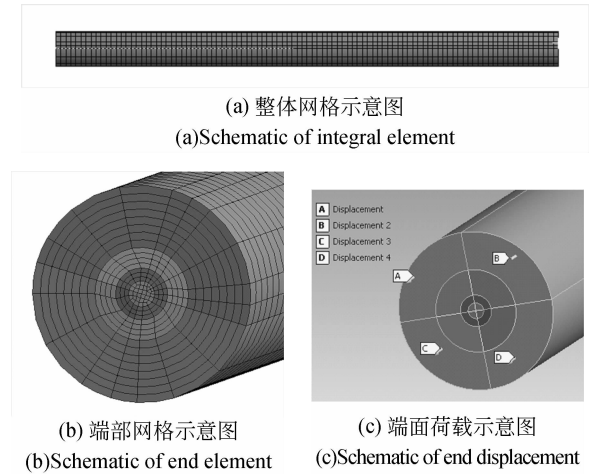 (a) 整体网格示意图
(a)Schematic of integral element
A Displacement
B Displacement 2
C Displacement 3
D Displacement 4
A
B
C
D
(b) 端部网格示意图
(b)Schematic of end element
(c) 端面荷载示意图
(c)Schematic of end displacement